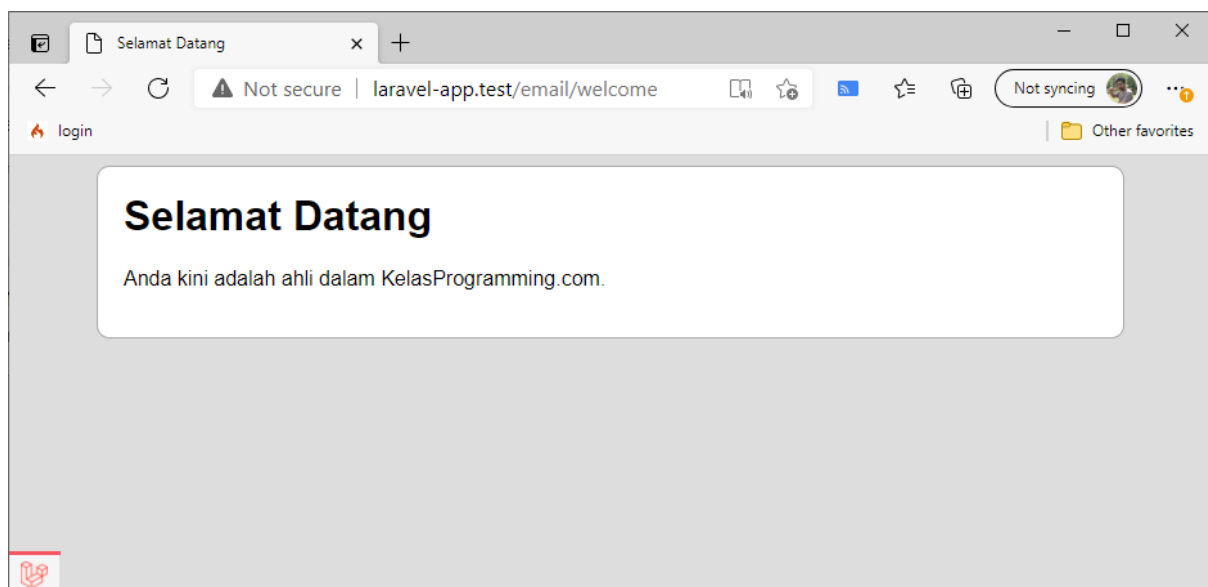 Selamat Datang
Not secure | laravel-app.test/email/welcome
Not syncing
login
Other favorites
Selamat Datang
Anda kini adalah ahli dalam KelasProgramming.com.